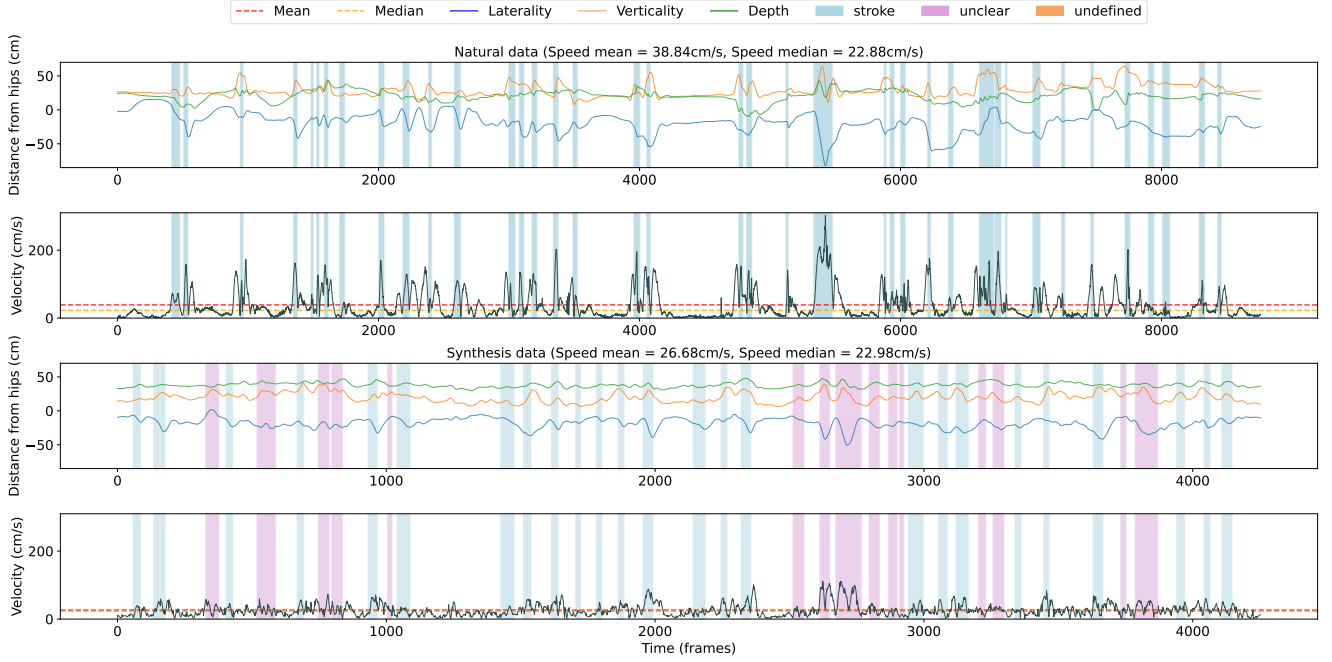 Mean Median Laterality Verticality Depth stroke unclear undefined
Natural data (Speed mean = 38.84cm/s, Speed median = 22.88cm/s)
Distance from hips (cm)
50
0
−50
0 2000 4000 6000 8000
Velocity (cm/s)
200
0
0 2000 4000 6000 8000
Synthesis data (Speed mean = 26.68cm/s, Speed median = 22.98cm/s)
Distance from hips (cm)
50
0
−50
0 1000 2000 3000 4000
Velocity (cm/s)
200
0
0 1000 2000 3000 4000
Time (frames)